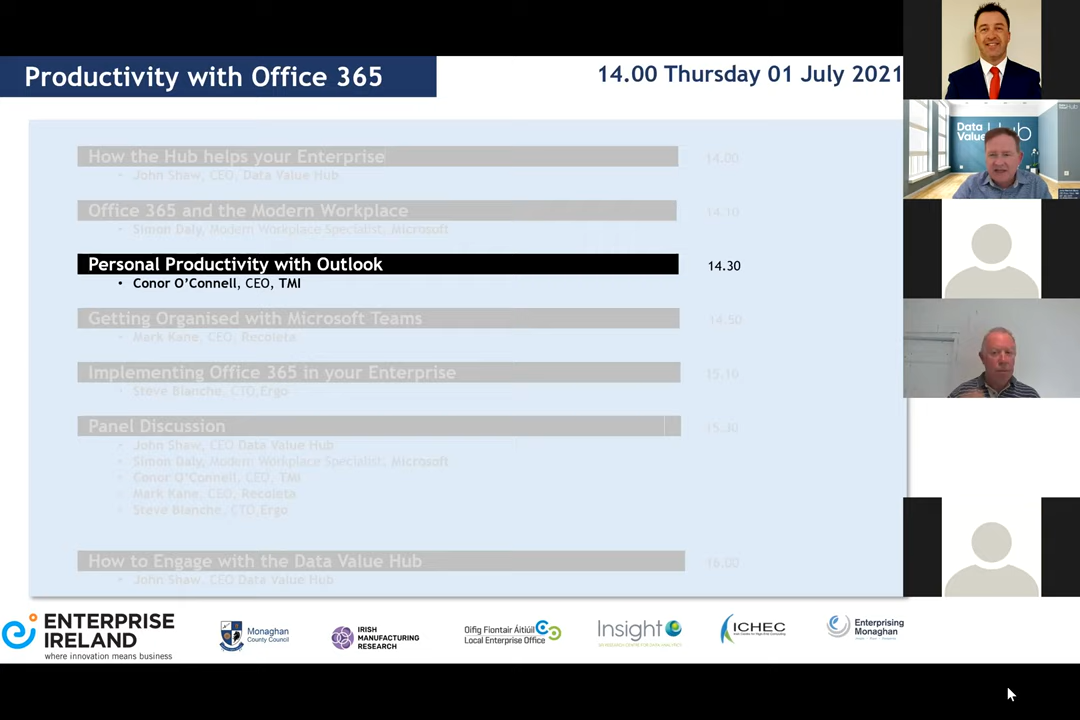 Productivity with Office 365
14.00 Thursday 01 July 2021
How the Hub helps your Enterprise 14.00
• John Shaw, CEO, Data Value Hub
Office 365 and the Modern Workplace 14.10
• Simon Daly, Modern Workplace Specialist, Microsoft
Personal Productivity with Outlook 14.30
• Conor O'Connell, CEO, TMI
Getting Organised with Microsoft Teams 14.50
• Mark Kane, CEO, Recoleta
Implementing Office 365 in your Enterprise 15.10
• Steve Blanche, CTO,Ergo
Panel Discussion 15.30
• John Shaw, CEO Data Value Hub
• Simon Daly, Modern Workplace Specialist, Microsoft
• Conor O'Connell, CEO, TMI
• Mark Kane, CEO, Recoleta
• Steve Blanche, CTO,Ergo
How to Engage with the Data Value Hub 16.00
• John Shaw, CEO Data Value Hub
Data
Value Hub
ENTERPRISE
IRELAND
where innovation means business
Monaghan
County Council
IRISH
MANUFACTURING
RESEARCH
Oifig Fiontair Áitiúil
Local Enterprise Office
Insight
ICHEC
Enterprising
Monaghan